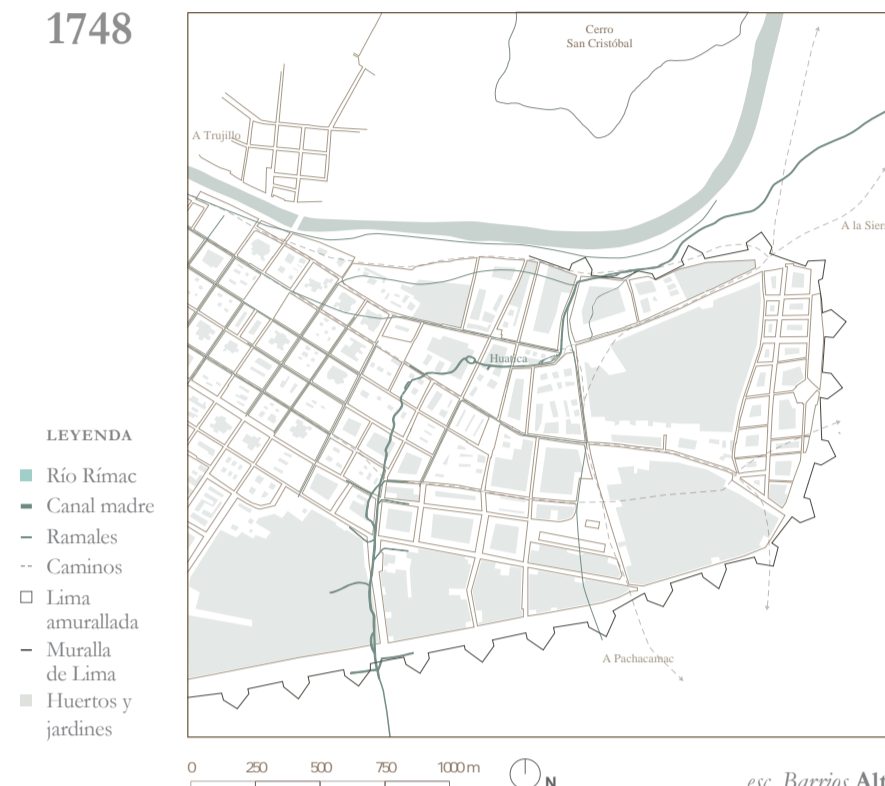 1748
Cerro
San Cristóbal
A Trujillo
A la Sierr
Huatica
A Pachacamac
LEYENDA
Río Rímac
Canal madre
Ramales
Caminos
Lima
amurallada
Muralla
de Lima
Huertos y
jardines
0 250 500 750 1000 m
N
esc. Barrios Alt